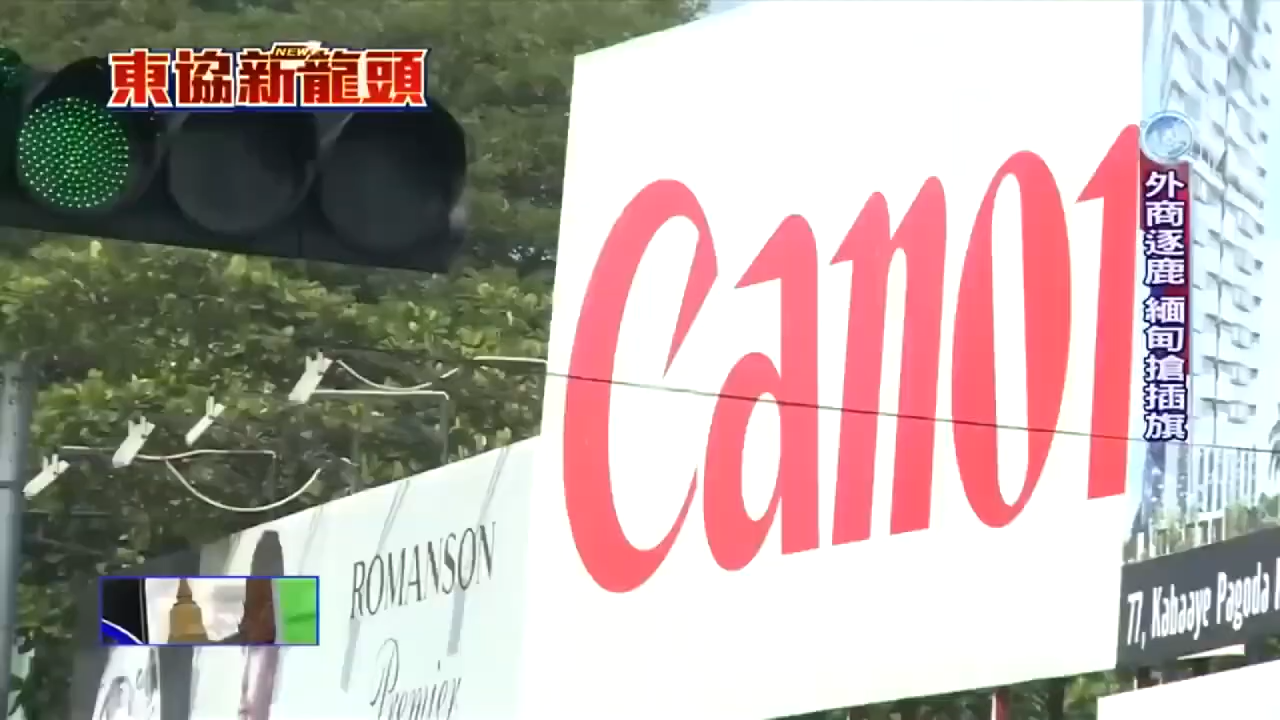 NEW
東協新龍頭
外商逐鹿 緬甸搶插旗
Canon
ROMANSON
Premier
77, Kabaaye Pagoda